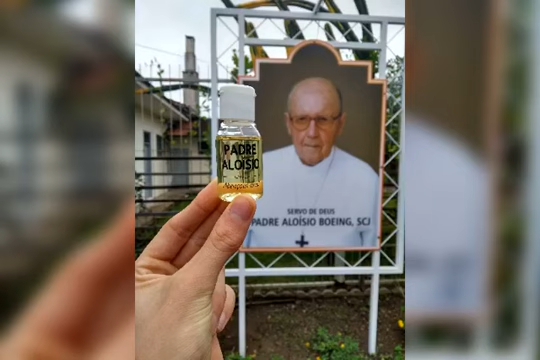 PADRE
ALOÍSIO
SERVO DE DEUS
PADRE ALOÍSIO BOEING, SCJ